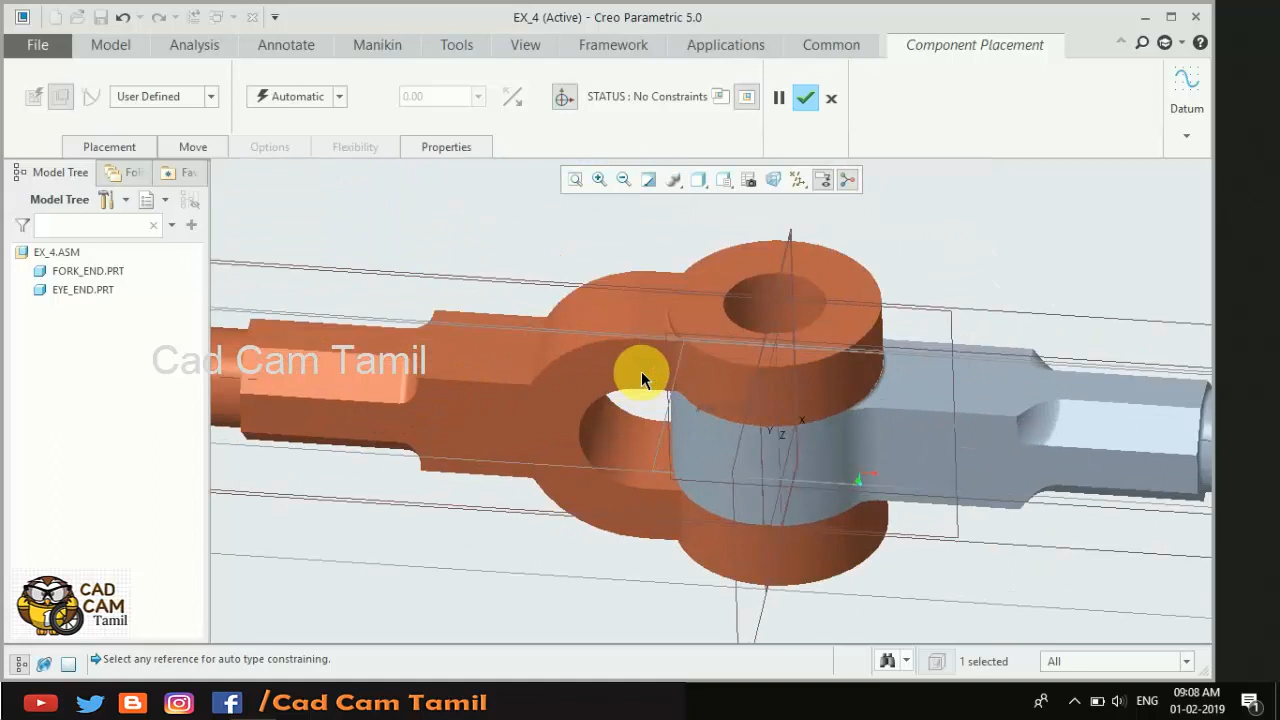 EX_4 (Active) - Creo Parametric 5.0
File Model Analysis Annotate Manikin Tools View Framework Applications Common Component Placement
User Defined Automatic 0.00 STATUS : No Constraints
Datum
Placement Move Options Flexibility Properties
Model Tree Fol Fav
Model Tree
EX_4.ASM
FORK_END.PRT
EYE_END.PRT
Cad Cam Tamil
X
Y
Z
CAD
CAM
Tamil
Select any reference for auto type constraining.
1 selected All
/Cad Cam Tamil
ENG
09:08 AM
01-02-2019
1